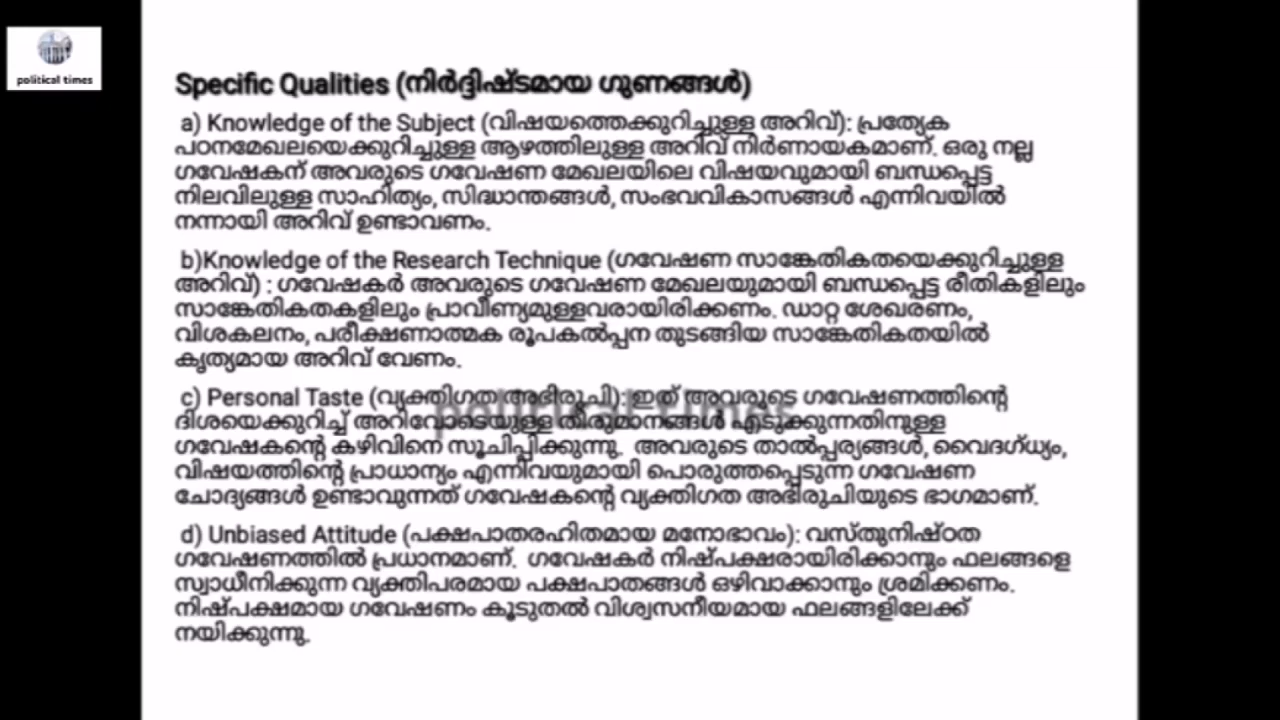 political times
Specific Qualities (നിർദ്ദിഷ്ടമായ ഗുണങ്ങൾ)
a) Knowledge of the Subject (വിഷയത്തെക്കുറിച്ചുള്ള അറിവ്): പ്രത്യേക
പഠനമേഖലയെക്കുറിച്ചുള്ള ആഴത്തിലുള്ള അറിവ് നിർണായകമാണ്. ഒരു നല്ല
ഗവേഷകന് അവരുടെ ഗവേഷണ മേഖലയിലെ വിഷയവുമായി ബന്ധപ്പെട്ട
നിലവിലുള്ള സാഹിത്യം, സിദ്ധാന്തങ്ങൾ, സംഭവവികാസങ്ങൾ എന്നിവയിൽ
നന്നായി അറിവ് ഉണ്ടാവണം.
b)Knowledge of the Research Technique (ഗവേഷണ സാങ്കേതികതയെക്കുറിച്ചുള്ള
അറിവ്) : ഗവേഷകർ അവരുടെ ഗവേഷണ മേഖലയുമായി ബന്ധപ്പെട്ട രീതികളിലും
സാങ്കേതികതകളിലും പ്രാവീണ്യമുള്ളവരായിരിക്കണം. ഡാറ്റ ശേഖരണം,
വിശകലനം, പരീക്ഷണാത്മക രൂപകൽപ്പന തുടങ്ങിയ സാങ്കേതികതയിൽ
കൃത്യമായ അറിവ് വേണം.
c) Personal Taste (വ്യക്തിഗത അഭിരുചി): ഇത് അവരുടെ ഗവേഷണത്തിന്റെ
ദിശയെക്കുറിച്ച് അറിവോടെയുള്ള തീരുമാനങ്ങൾ എടുക്കുന്നതിനുള്ള
political times
ഗവേഷകന്റെ കഴിവിനെ സൂചിപ്പിക്കുന്നു. അവരുടെ താൽപ്പര്യങ്ങൾ, വൈദഗ്ധ്യം,
വിഷയത്തിന്റെ പ്രാധാന്യം എന്നിവയുമായി പൊരുത്തപ്പെടുന്ന ഗവേഷണ
ചോദ്യങ്ങൾ ഉണ്ടാവുന്നത് ഗവേഷകന്റെ വ്യക്തിഗത അഭിരുചിയുടെ ഭാഗമാണ്.
d) Unbiased Attitude (പക്ഷപാതരഹിതമായ മനോഭാവം): വസ്തുനിഷ്ഠത
ഗവേഷണത്തിൽ പ്രധാനമാണ്. ഗവേഷകർ നിഷ്പക്ഷരായിരിക്കാനും ഫലങ്ങളെ
സ്വാധീനിക്കുന്ന വ്യക്തിപരമായ പക്ഷപാതങ്ങൾ ഒഴിവാക്കാനും ശ്രമിക്കണം.
നിഷ്പക്ഷമായ ഗവേഷണം കൂടുതൽ വിശ്വസനീയമായ ഫലങ്ങളിലേക്ക്
നയിക്കുന്നു.